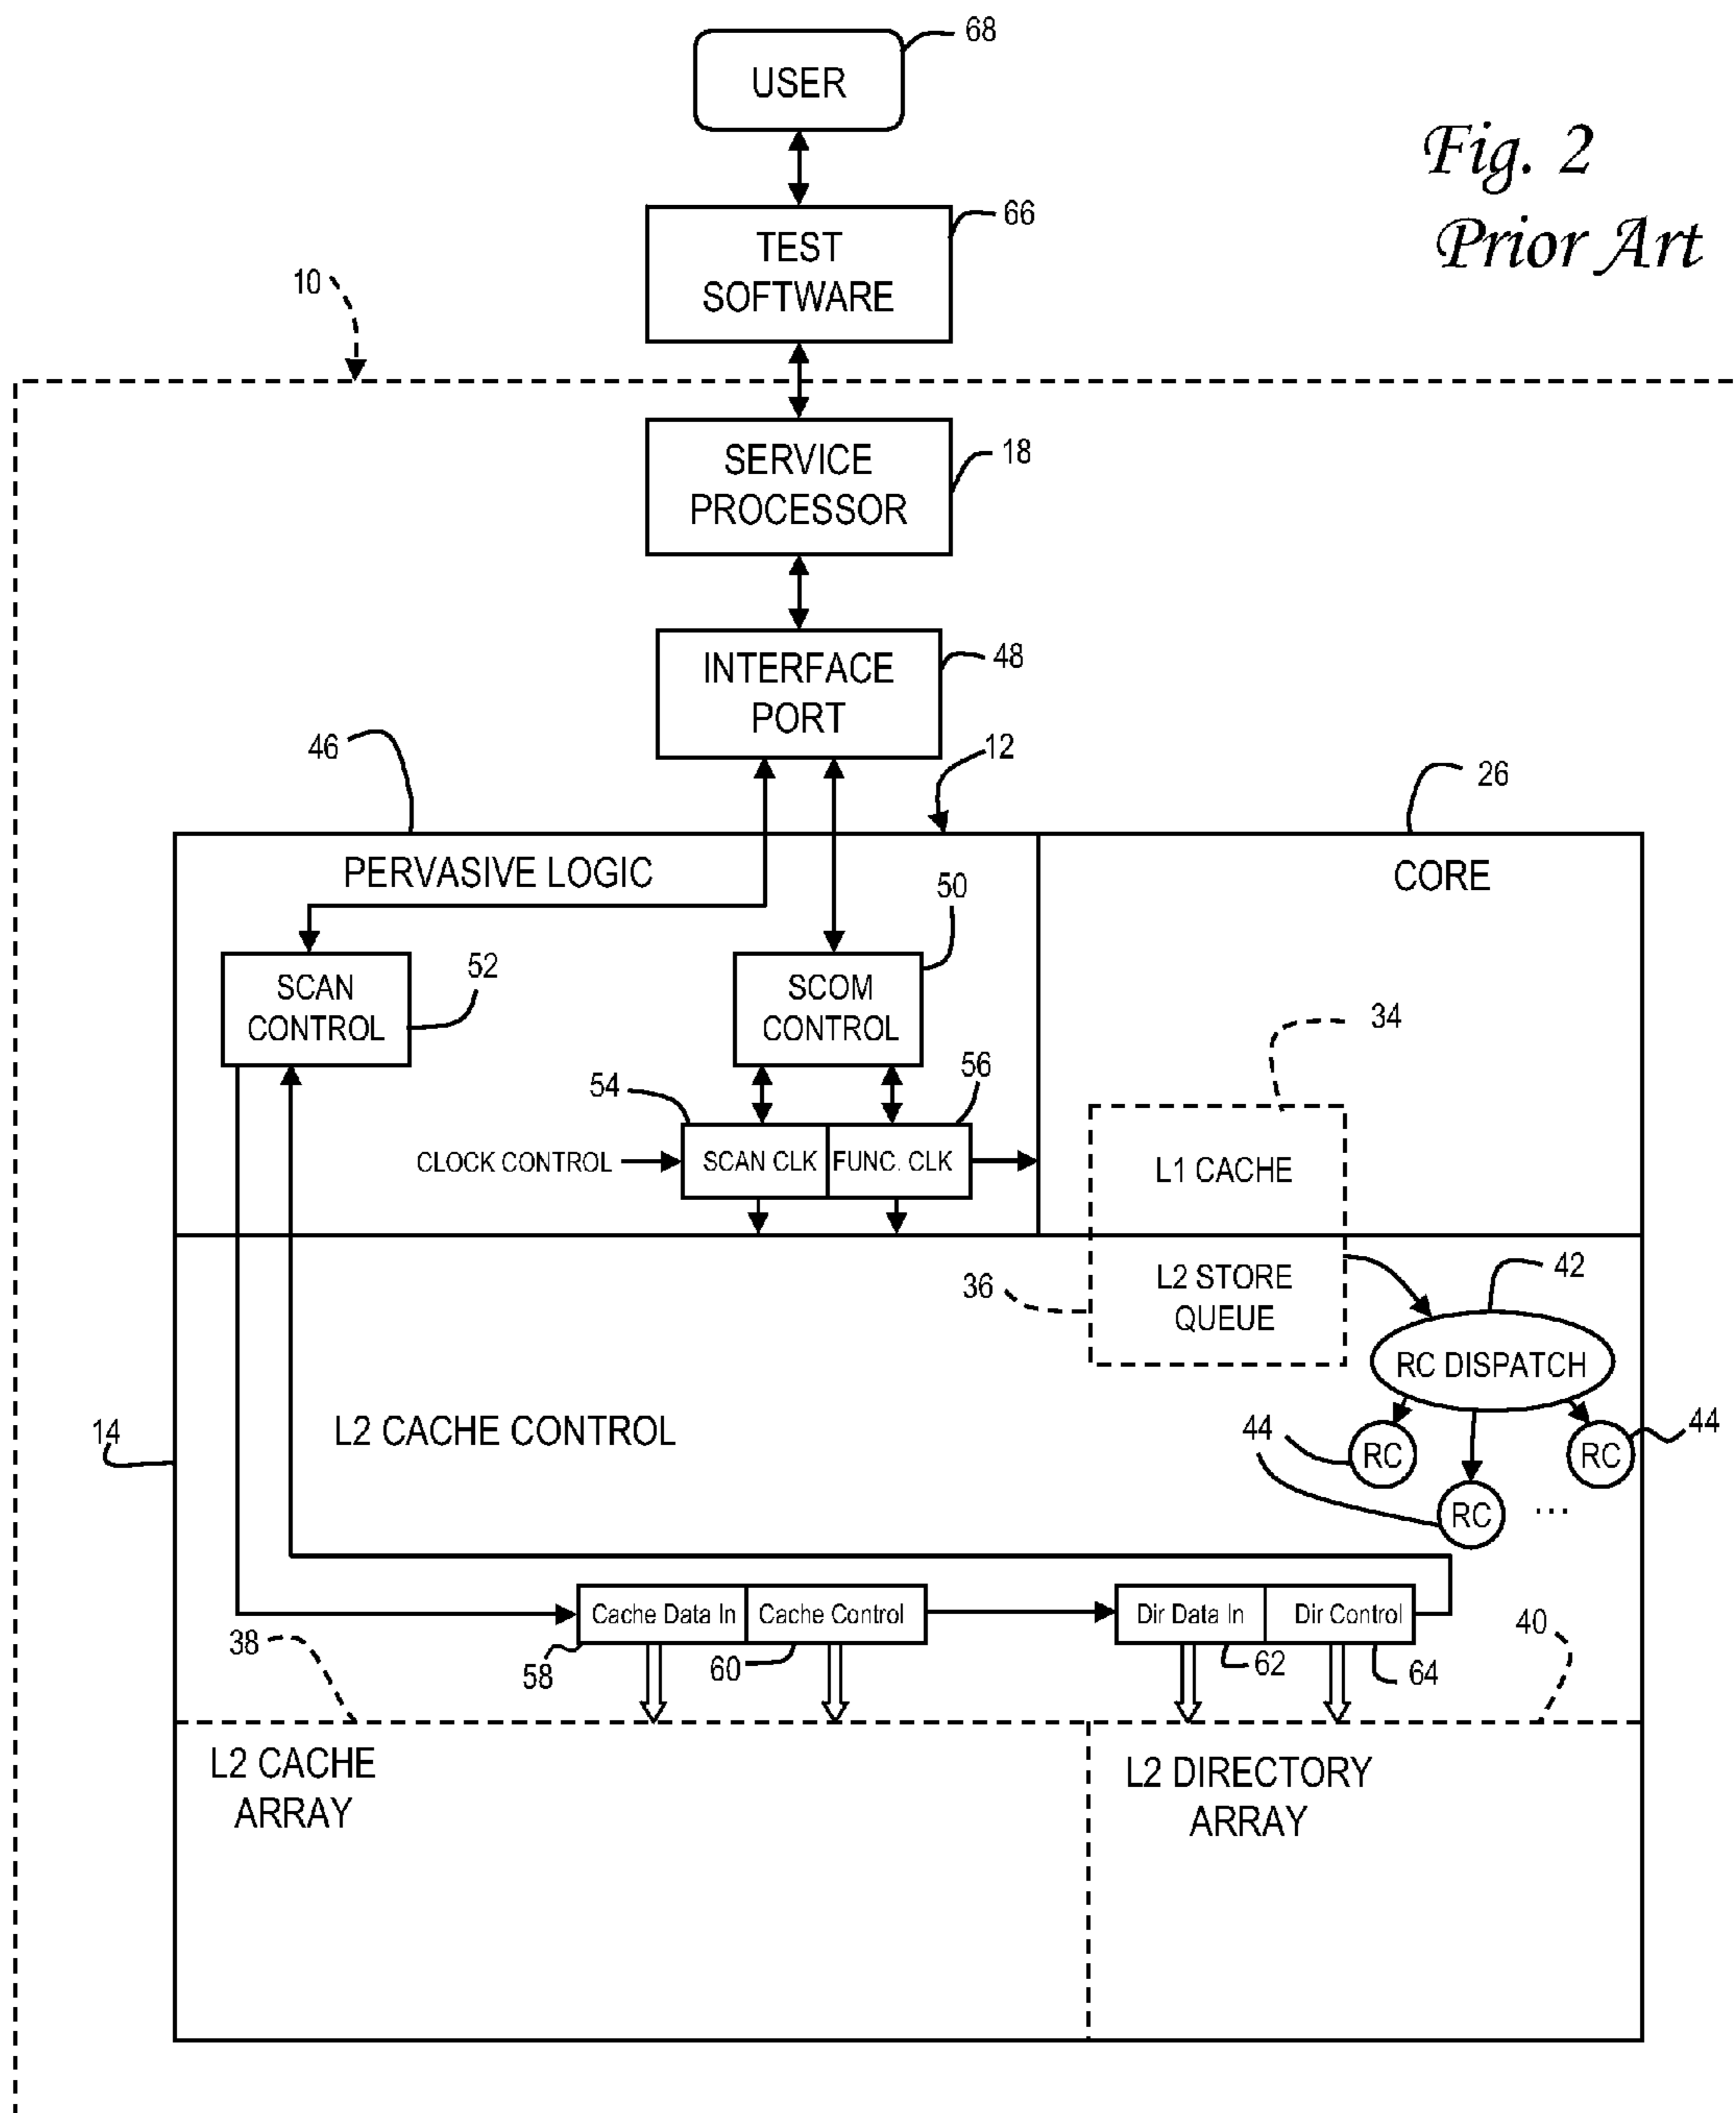 68
USER
Fig. 2
Prior Art
66
TEST
SOFTWARE
10
18
SERVICE
PROCESSOR
48
INTERFACE
PORT
46
12
26
PERVASIVE LOGIC
CORE
50
52
SCAN
CONTROL
SCOM
CONTROL
34
54
56
CLOCK CONTROL
SCAN CLK
FUNC. CLK
L1 CACHE
36
L2 STORE
QUEUE
42
RC DISPATCH
14
L2 CACHE CONTROL
44
44
RC
RC
RC
...
Cache Data In
Cache Control
Dir Data In
Dir Control
38
58
60
62
64
40
L2 CACHE
ARRAY
L2 DIRECTORY
ARRAY